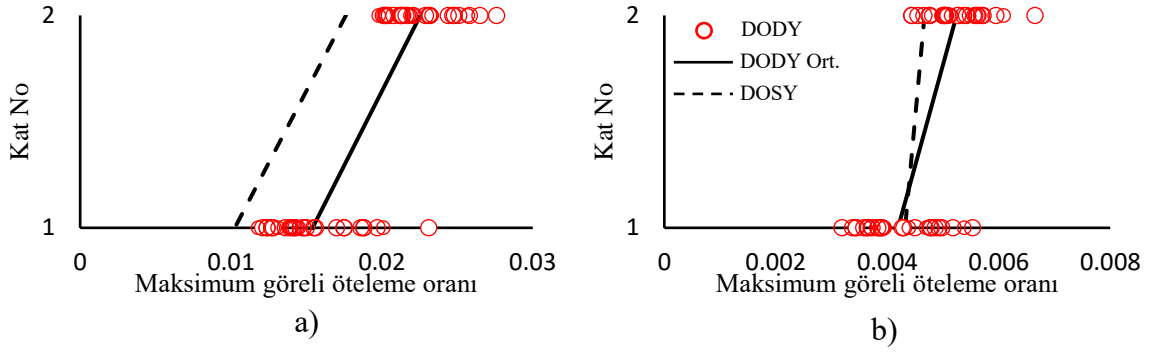 2
Kat No
1
0 0.01 0.02 0.03
Maksimum göreli öteleme oranı
a)
2
DODY
DODY Ort.
DOSY
Kat No
1
0 0.002 0.004 0.006 0.008
Maksimum göreli öteleme oranı
b)